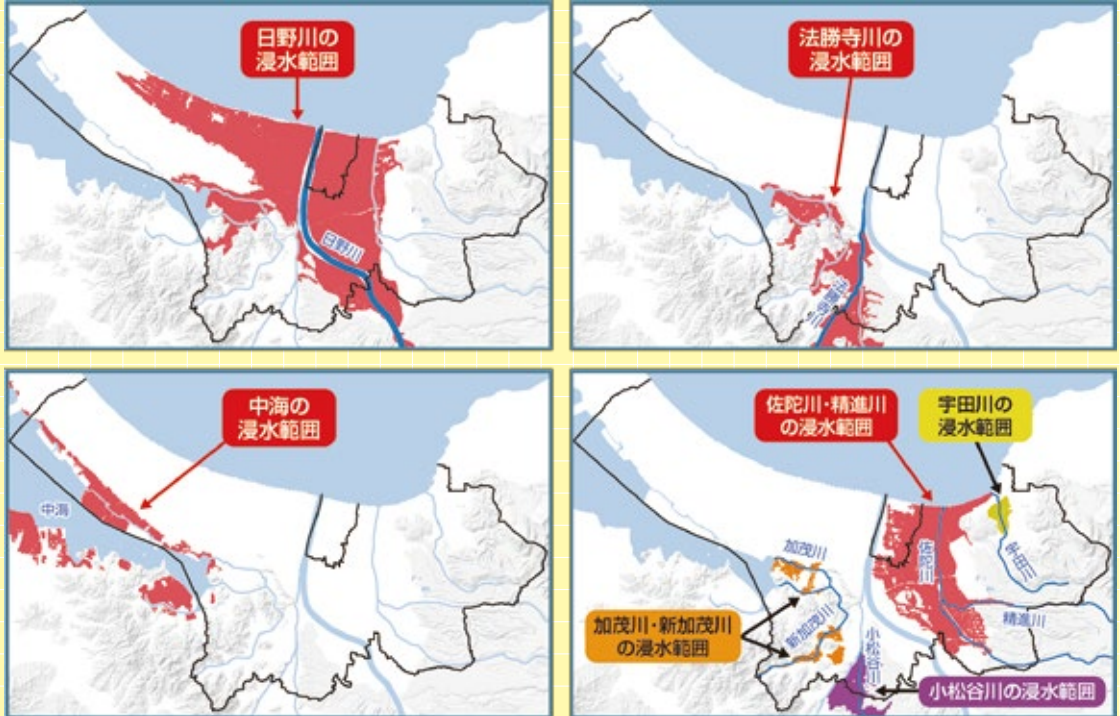 日野川の
浸水範囲
日野川
法勝寺川の
浸水範囲
法勝寺川
中海の
浸水範囲
中海
佐陀川・精進川
の浸水範囲
宇田川の
浸水範囲
加茂川
佐陀川
宇田川
加茂川・新加茂川
の浸水範囲
新加茂川
小松谷川
精進川
小松谷川の浸水範囲